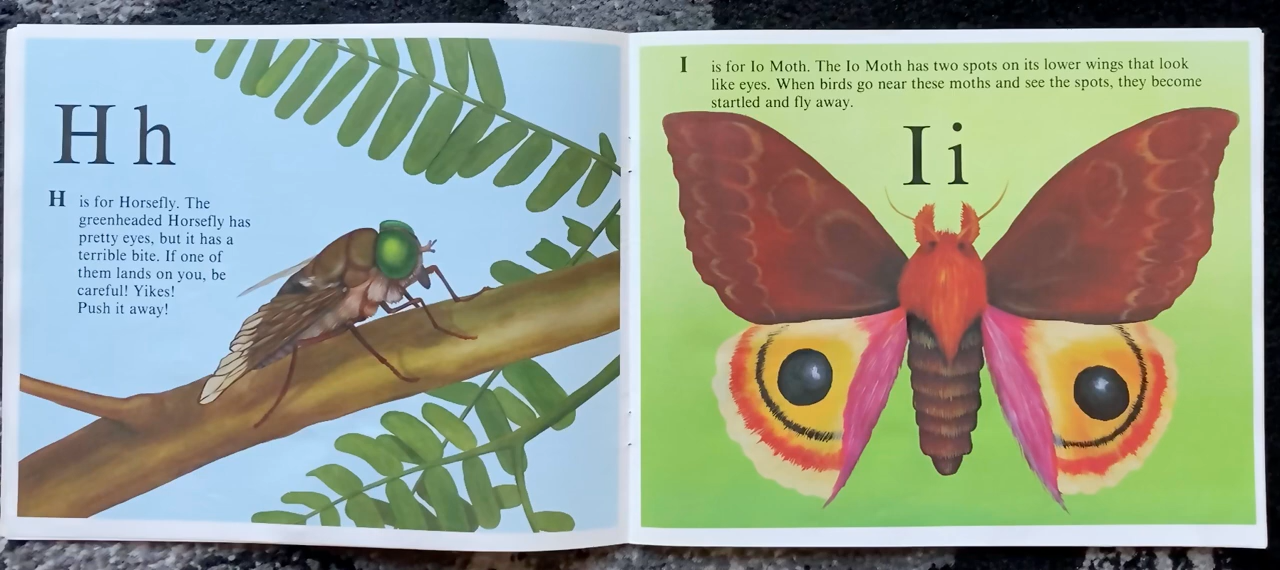 H h
H is for Horsefly. The
greenheaded Horsefly has
pretty eyes, but it has a
terrible bite. If one of
them lands on you, be
careful! Yikes!
Push it away!
I is for Io Moth. The Io Moth has two spots on its lower wings that look
like eyes. When birds go near these moths and see the spots, they become
startled and fly away.
I i